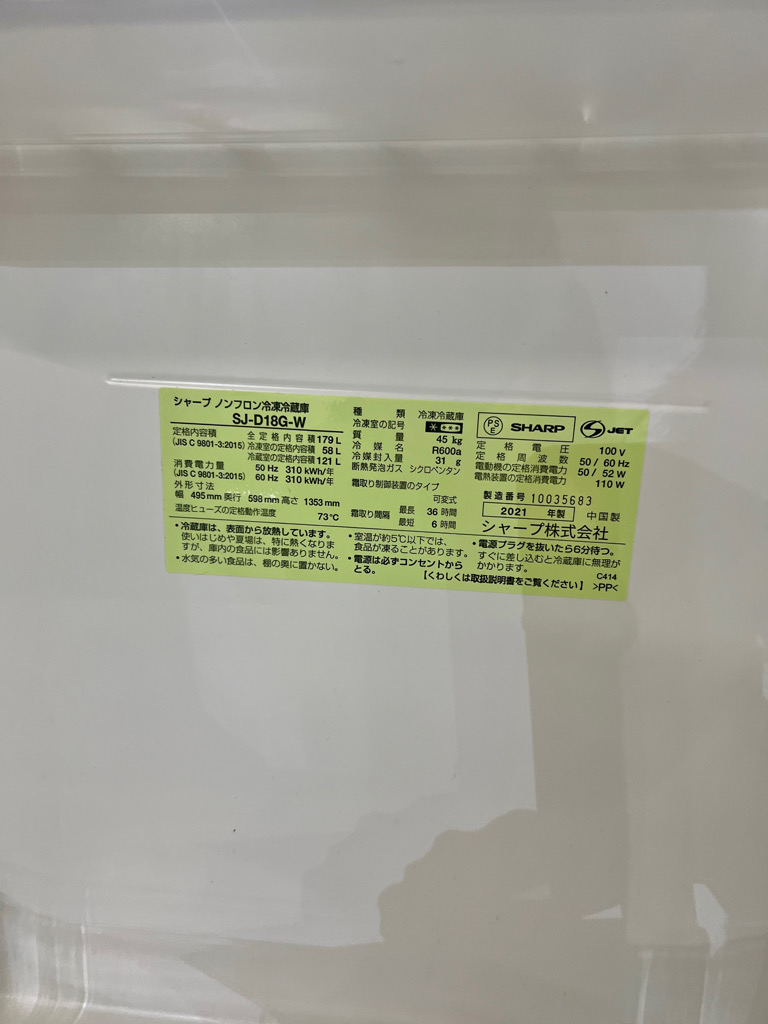 シャープ ノンフロン冷凍冷蔵庫
SJ-D18G-W
定格内容積
(JIS C 9801-3:2015)
全定格内容積 179 L
冷凍室の定格内容積 58 L
冷蔵室の定格内容積 121 L
消費電力量
(JIS C 9801-3:2015)
50 Hz 310 kWh/年
60 Hz 310 kWh/年
外形寸法
幅 495 mm 奥行 598 mm 高さ 1353 mm
温度ヒューズの定格動作温度 73℃
種類 冷凍冷蔵庫
冷凍室の記号 ****
質量 45 kg
冷媒名 R600a
冷媒封入量 31 g
断熱発泡ガス シクロペンタン
霜取り制御装置のタイプ
可変式
霜取り間隔 最長 36 時間
最短 6 時間
PSE SHARP S JET
定格電圧 100 V
定格周波数 50 / 60 Hz
電動機の定格消費電力 50 / 52 W
電熱装置の定格消費電力 110 W
製造番号 10035683
2021 年製 中国製
シャープ株式会社
・冷蔵庫は、表面から放熱しています。
使いはじめや夏場は、特に熱くなりま
すが、庫内の食品には影響ありません。
・水気の多い食品は、棚の奥に置かない。
・室温が約5℃以下では、
食品が凍ることがあります。
・電源は必ずコンセントから
とる。
・電源プラグを抜いたら6分待つ。
すぐに差し込むと冷蔵庫に無理が
かかります。
【くわしくは取扱説明書をご覧ください】
C414
>PP<